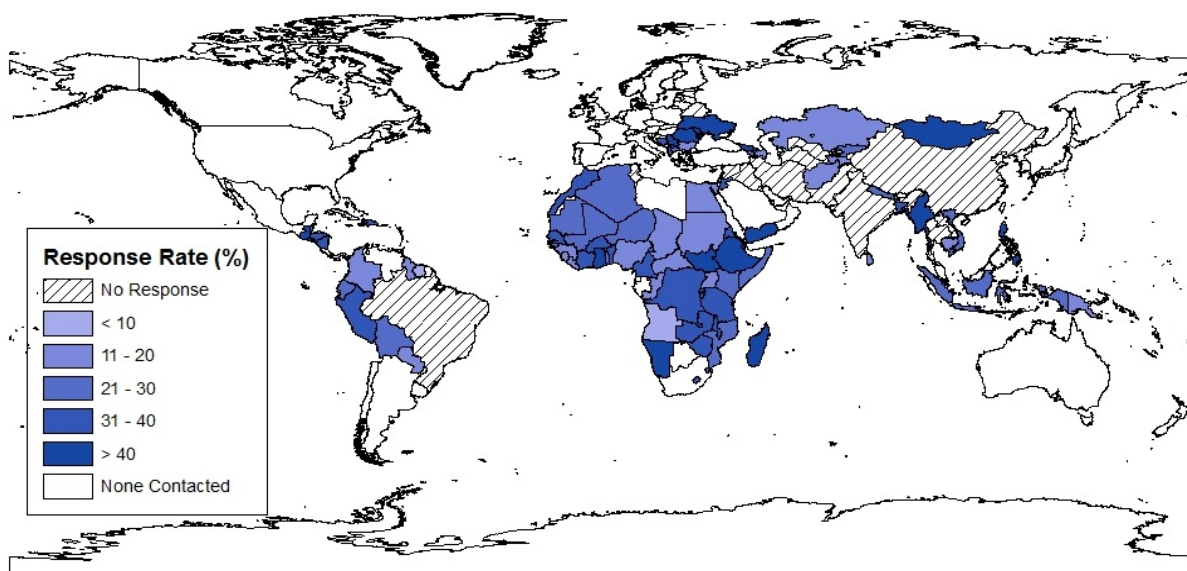 Response Rate (%)
No Response
< 10
11 - 20
21 - 30
31 - 40
> 40
None Contacted